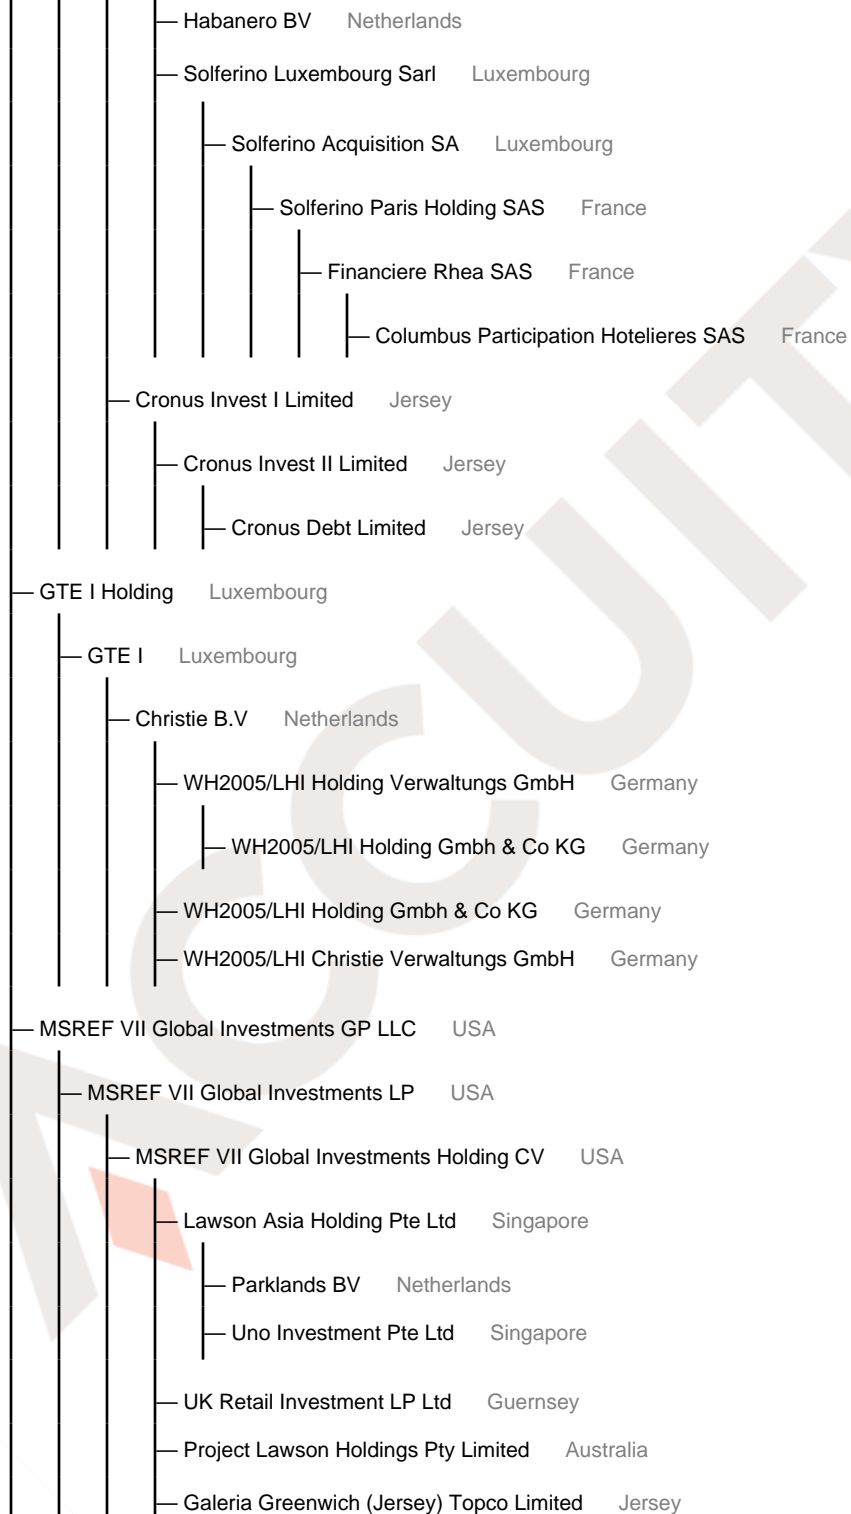 Habanero BV Netherlands
Solferino Luxembourg Sarl Luxembourg
Solferino Acquisition SA Luxembourg
Solferino Paris Holding SAS France
Financiere Rhea SAS France
Columbus Participation Hotelieres SAS France
Cronus Invest I Limited Jersey
Cronus Invest II Limited Jersey
Cronus Debt Limited Jersey
GTE I Holding Luxembourg
GTE I Luxembourg
Christie B.V Netherlands
WH2005/LHI Holding Verwaltungs GmbH Germany
WH2005/LHI Holding Gmbh & Co KG Germany
WH2005/LHI Holding Gmbh & Co KG Germany
WH2005/LHI Christie Verwaltungs GmbH Germany
MSREF VII Global Investments GP LLC USA
MSREF VII Global Investments LP USA
MSREF VII Global Investments Holding CV USA
Lawson Asia Holding Pte Ltd Singapore
Parklands BV Netherlands
Uno Investment Pte Ltd Singapore
UK Retail Investment LP Ltd Guernsey
Project Lawson Holdings Pty Limited Australia
Galeria Greenwich (Jersey) Topco Limited Jersey
ACCUIT